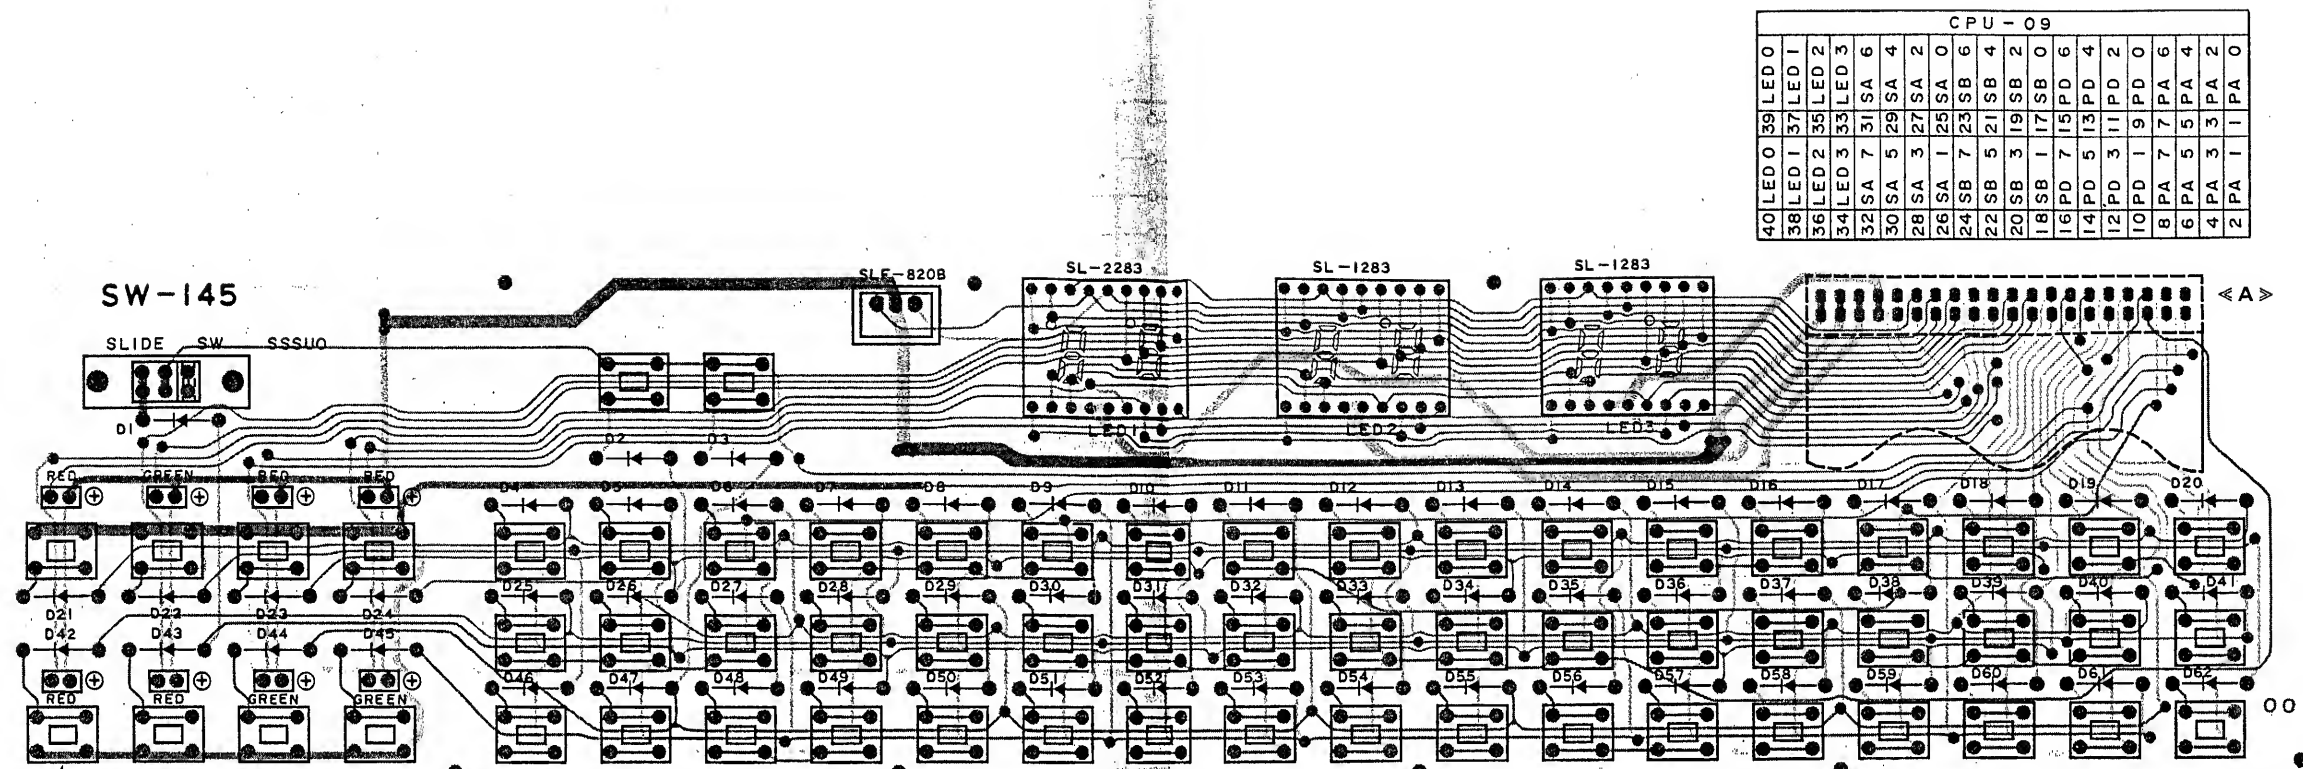 CPU-09
40 LED 0 39 LED 0
38 LED 1 37 LED 1
36 LED 2 35 LED 2
34 LED 3 33 LED 3
32 SA 7 31 SA 6
30 SA 5 29 SA 4
28 SA 3 27 SA 2
26 SA 1 25 SA 0
24 SB 7 23 SB 6
22 SB 5 21 SB 4
20 SB 3 19 SB 2
18 SB 1 17 SB 0
16 PD 7 15 PD 6
14 PD 5 13 PD 4
12 PD 3 11 PD 2
10 PD 1 9 PD 0
8 PA 7 7 PA 6
6 PA 5 5 PA 4
4 PA 3 3 PA 2
2 PA 1 1 PA 0
SLE-820B SL-2283 SL-1283 SL-1283
SW-145
≪A≫
SLIDE SW SSSUO
D1
LED1 LED2 LED3
D2 D3
RED GREEN RED RED
⊕ ⊕ ⊕ ⊕
D4 D5 D6 D7 D8 D9 D10 D11 D12 D13 D14 D15 D16 D17 D18 D19 D20
D25 D26 D27 D28 D29 D30 D31 D32 D33 D34 D35 D36 D37 D38 D39 D40 D41
D21 D22 D23 D24
D42 D43 D44 D45
⊕ ⊕ ⊕ ⊕
D46 D47 D48 D49 D50 D51 D52 D53 D54 D55 D56 D57 D58 D59 D60 D61 D62
RED RED GREEN GREEN
OO